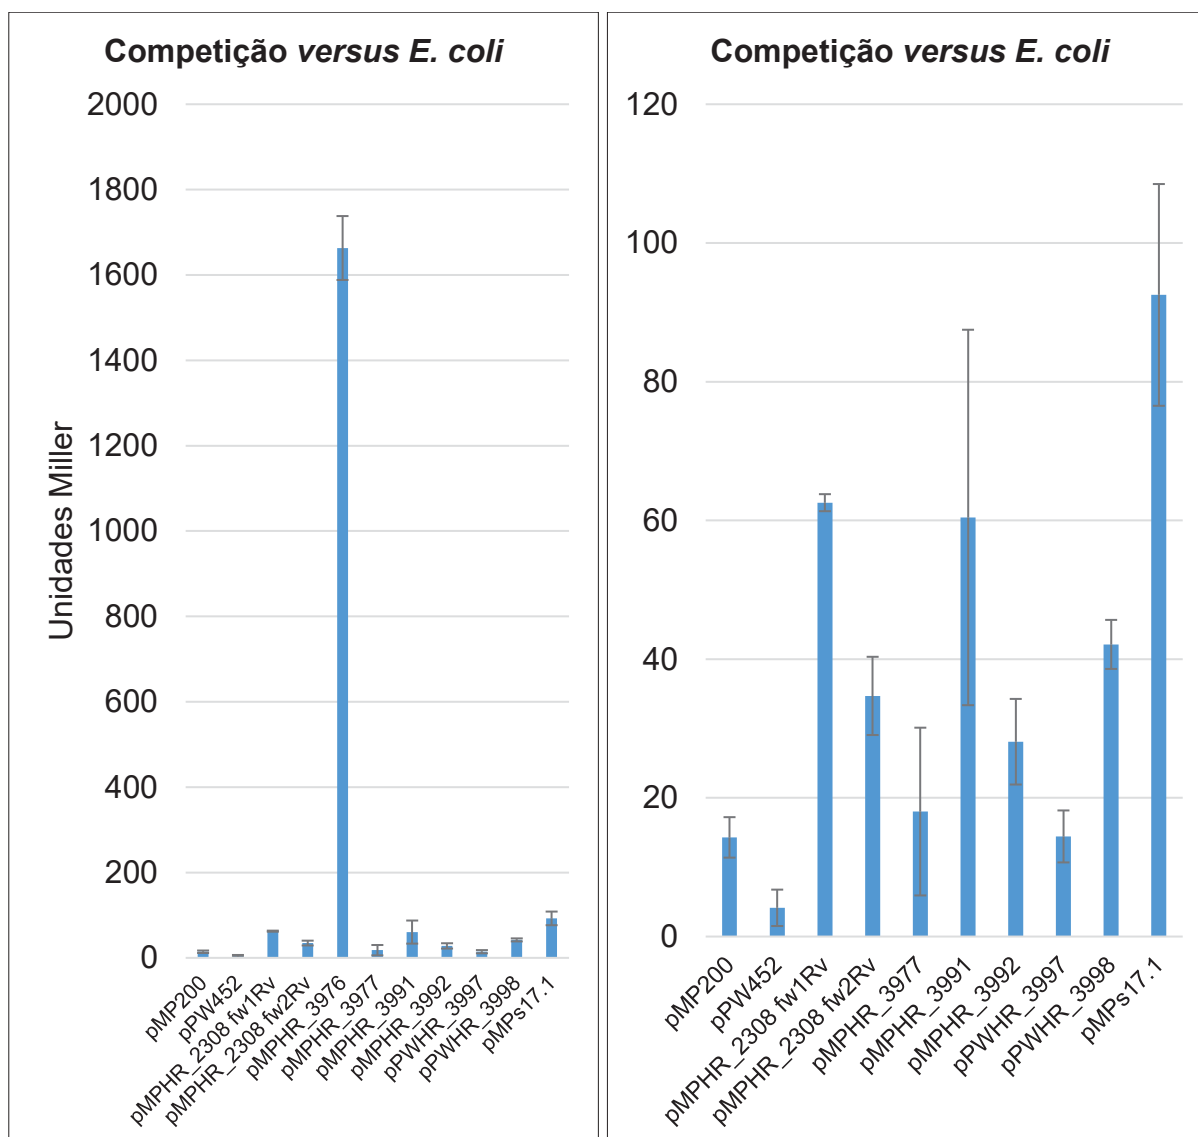 Competição versus E. coli
Unidades Miller
2000
1800
1600
1400
1200
1000
800
600
400
200
0
pMP200
pPW452
pMPHR_2308 fw1Rv
pMPHR_2308 fw2Rv
pMPHR_3976
pMPHR_3977
pMPHR_3991
pMPHR_3992
pPWHR_3997
pPWHR_3998
pMPs17.1
Competição versus E. coli
120
100
80
60
40
20
0
pMP200
pPW452
pMPHR_2308 fw1Rv
pMPHR_2308 fw2Rv
pMPHR_3977
pMPHR_3991
pMPHR_3992
pPWHR_3997
pPWHR_3998
pMPs17.1